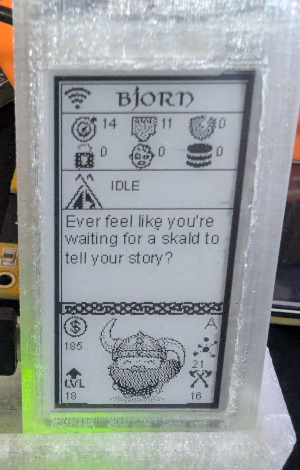 BJORN
14 11 0
0 0 0
IDLE
Ever feel like you're
waiting for a skald to
tell your story?
$ A
185
21
LVL
18 16